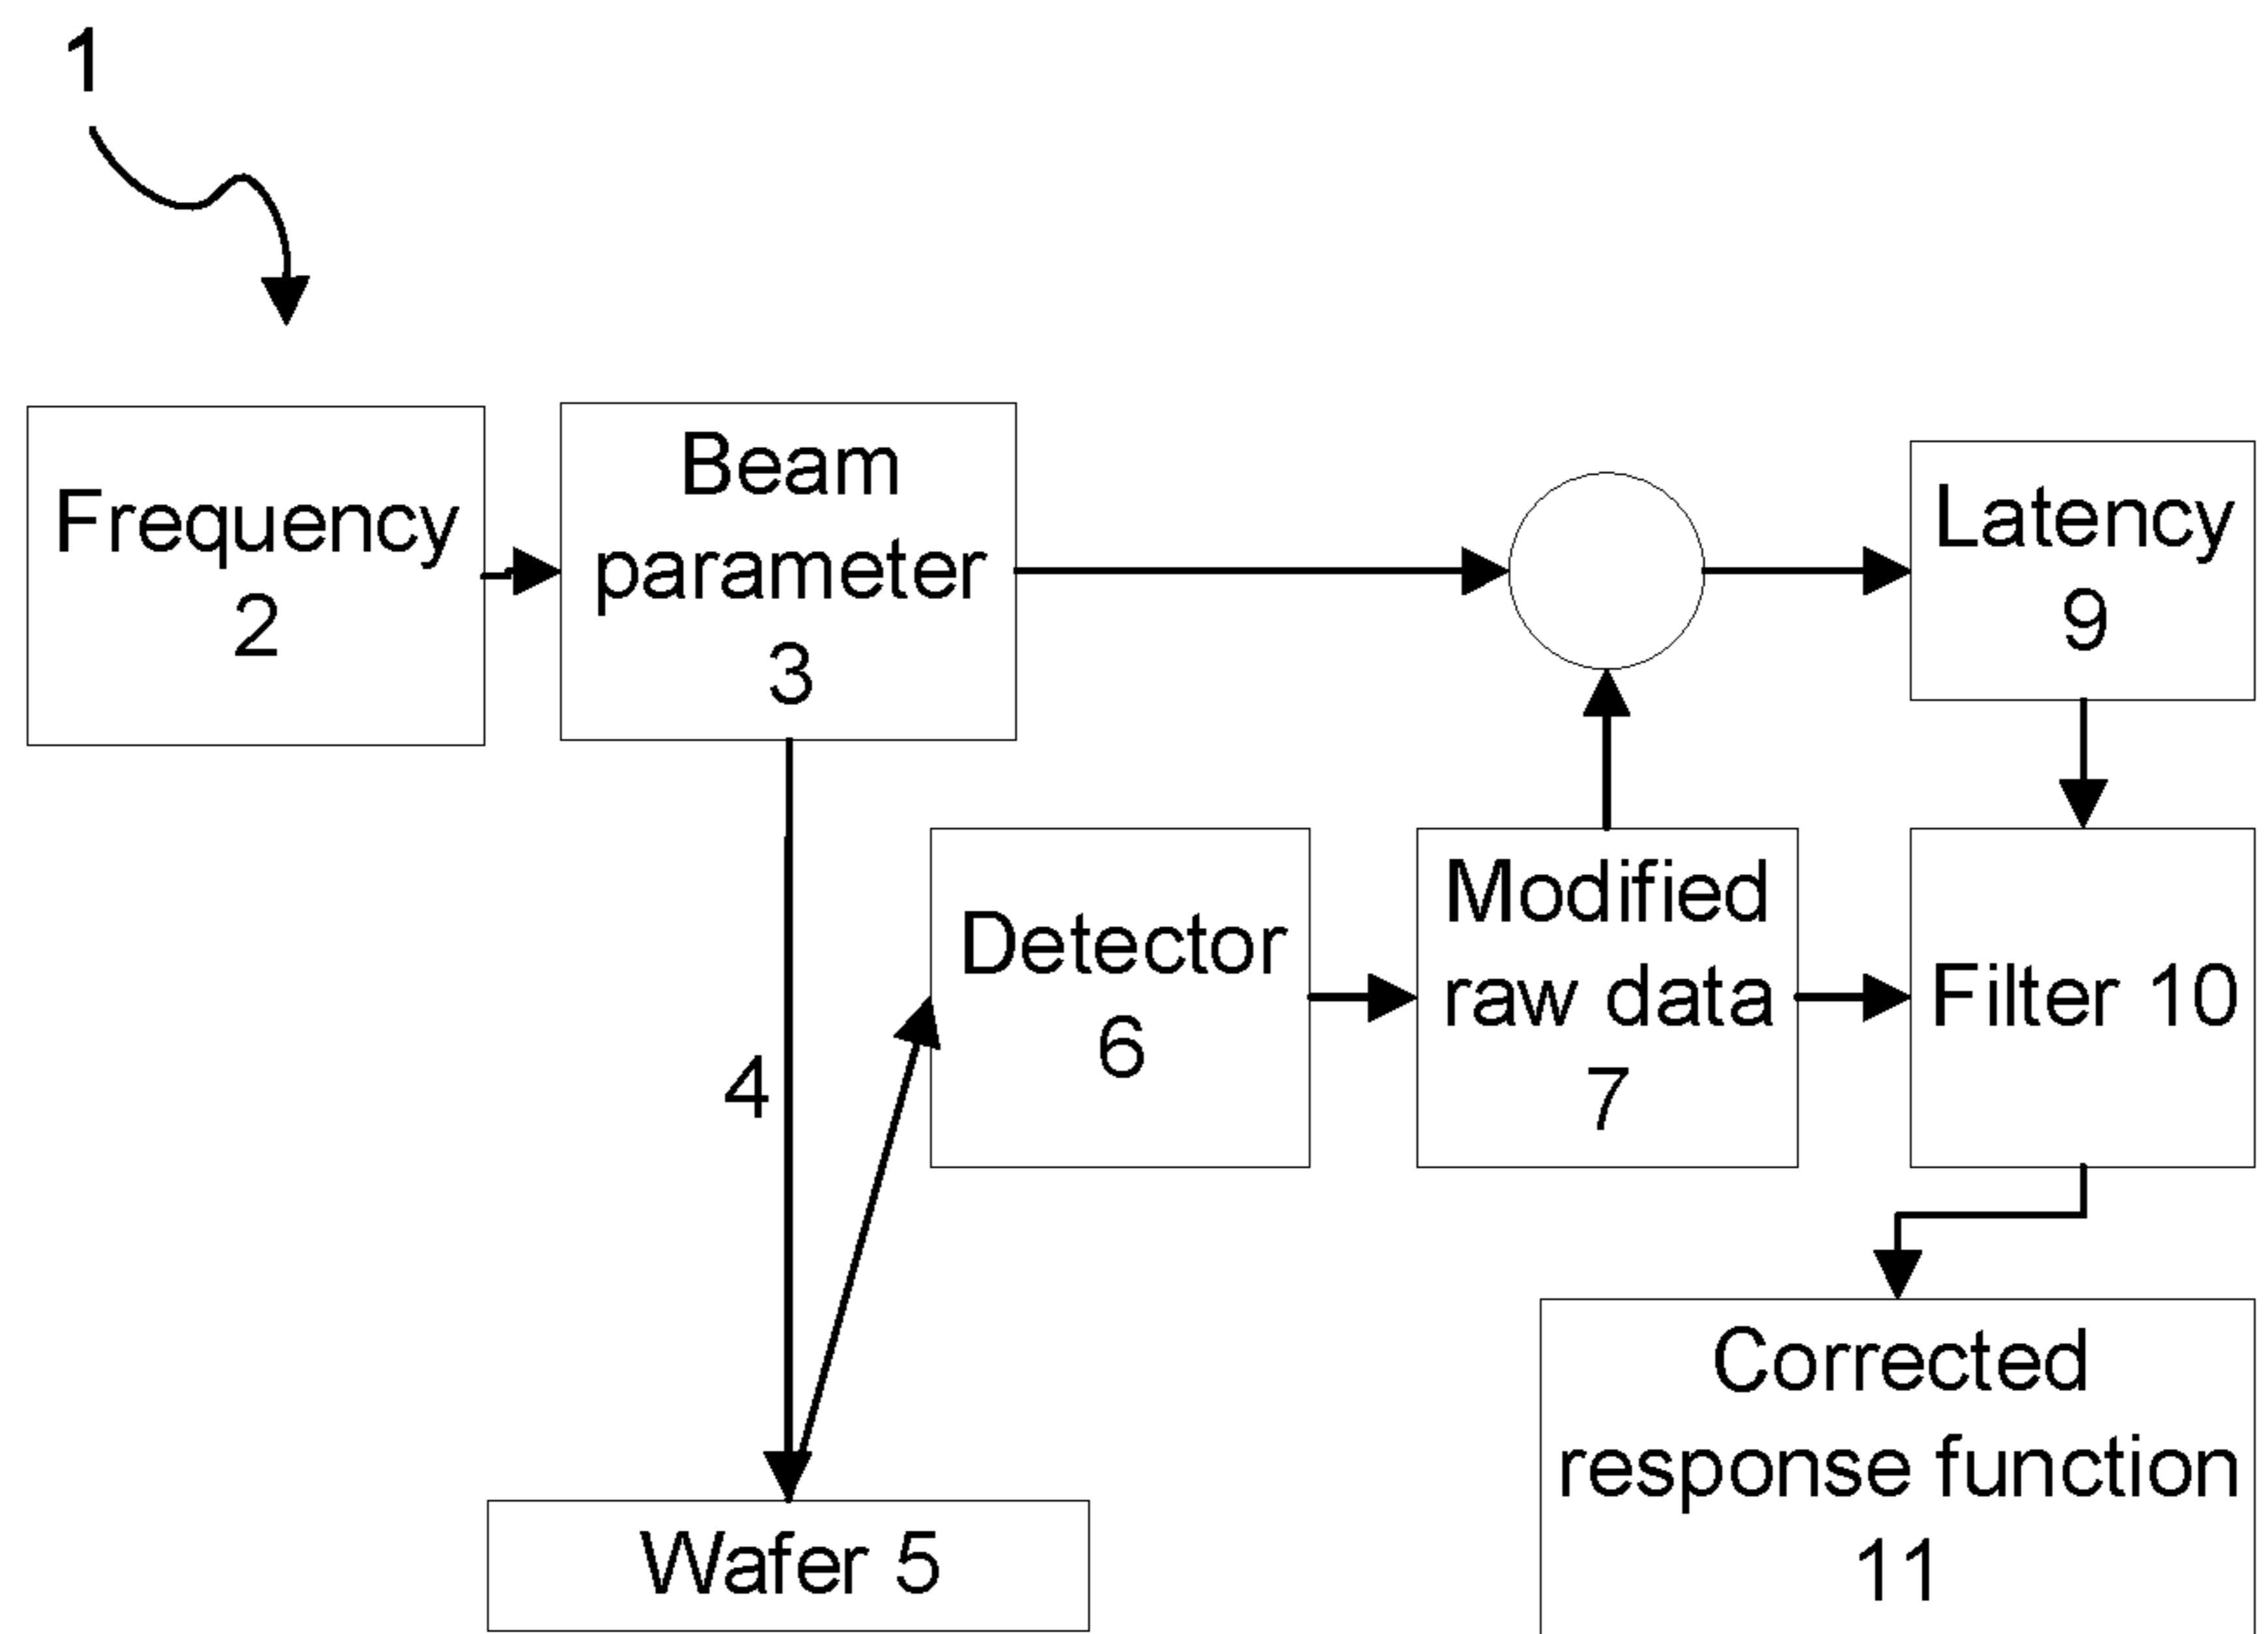 1
Frequency
2
Beam
parameter
3
Latency
9
4
Detector
6
Modified
raw data
7
Filter 10
Wafer 5
Corrected
response function
11